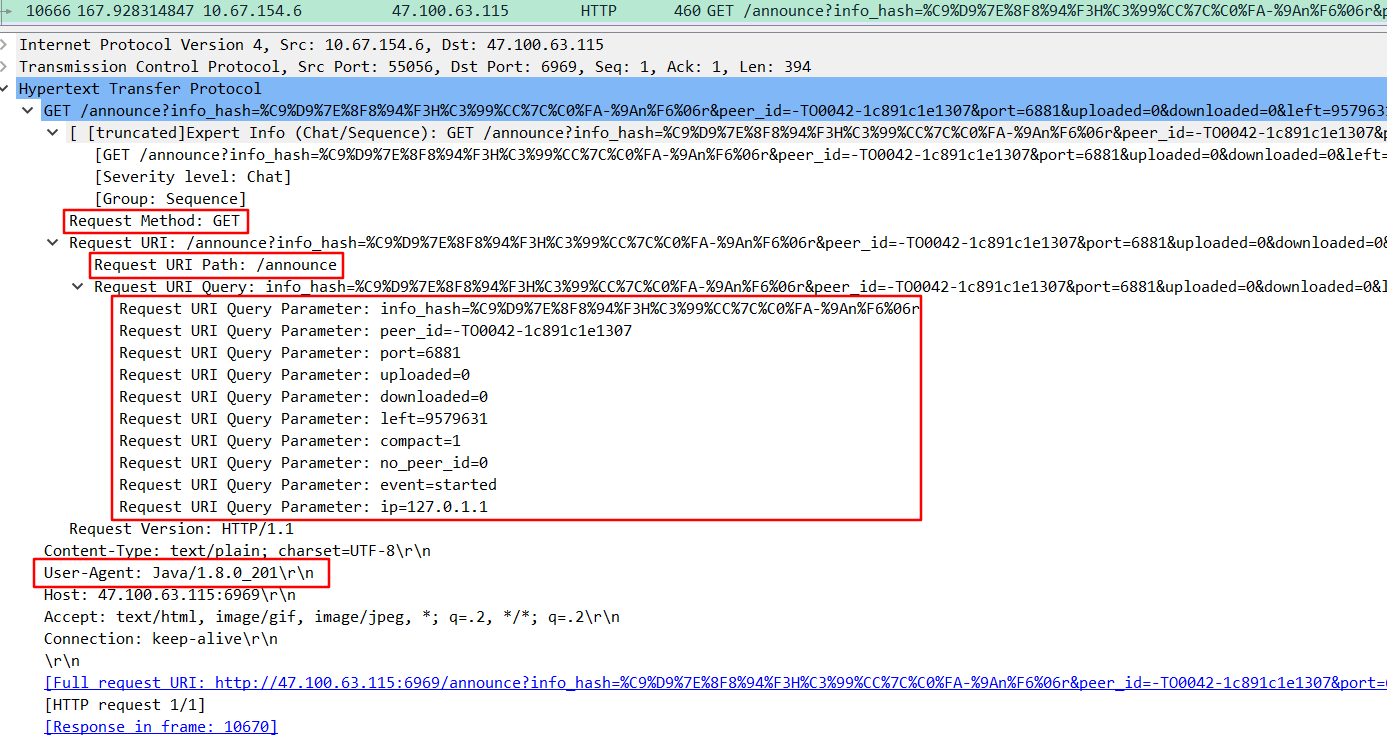 10666 167.928314847 10.67.154.6 47.100.63.115 HTTP 460 GET /announce?info_hash=%C9%D9%7E%8F8%94%F3H%C3%99%CC%7C%C0%FA-%9An%F6%06r&p
Internet Protocol Version 4, Src: 10.67.154.6, Dst: 47.100.63.115
Transmission Control Protocol, Src Port: 55056, Dst Port: 6969, Seq: 1, Ack: 1, Len: 394
Hypertext Transfer Protocol
GET /announce?info_hash=%C9%D9%7E%8F8%94%F3H%C3%99%CC%7C%C0%FA-%9An%F6%06r&peer_id=-TO0042-1c891c1e1307&port=6881&uploaded=0&downloaded=0&left=9579631
[ [truncated]Expert Info (Chat/Sequence): GET /announce?info_hash=%C9%D9%7E%8F8%94%F3H%C3%99%CC%7C%C0%FA-%9An%F6%06r&peer_id=-TO0042-1c891c1e1307&p
[GET /announce?info_hash=%C9%D9%7E%8F8%94%F3H%C3%99%CC%7C%C0%FA-%9An%F6%06r&peer_id=-TO0042-1c891c1e1307&port=6881&uploaded=0&downloaded=0&left=
[Severity level: Chat]
[Group: Sequence]
Request Method: GET
Request URI: /announce?info_hash=%C9%D9%7E%8F8%94%F3H%C3%99%CC%7C%C0%FA-%9An%F6%06r&peer_id=-TO0042-1c891c1e1307&port=6881&uploaded=0&downloaded=0&
Request URI Path: /announce
Request URI Query: info_hash=%C9%D9%7E%8F8%94%F3H%C3%99%CC%7C%C0%FA-%9An%F6%06r&peer_id=-TO0042-1c891c1e1307&port=6881&uploaded=0&downloaded=0&l
Request URI Query Parameter: info_hash=%C9%D9%7E%8F8%94%F3H%C3%99%CC%7C%C0%FA-%9An%F6%06r
Request URI Query Parameter: peer_id=-TO0042-1c891c1e1307
Request URI Query Parameter: port=6881
Request URI Query Parameter: uploaded=0
Request URI Query Parameter: downloaded=0
Request URI Query Parameter: left=9579631
Request URI Query Parameter: compact=1
Request URI Query Parameter: no_peer_id=0
Request URI Query Parameter: event=started
Request URI Query Parameter: ip=127.0.1.1
Request Version: HTTP/1.1
Content-Type: text/plain; charset=UTF-8\r\n
User-Agent: Java/1.8.0_201\r\n
Host: 47.100.63.115:6969\r\n
Accept: text/html, image/gif, image/jpeg, *; q=.2, */*; q=.2\r\n
Connection: keep-alive\r\n
\r\n
[Full request URI: http://47.100.63.115:6969/announce?info_hash=%C9%D9%7E%8F8%94%F3H%C3%99%CC%7C%C0%FA-%9An%F6%06r&peer_id=-TO0042-1c891c1e1307&port=6
[HTTP request 1/1]
[Response in frame: 10670]